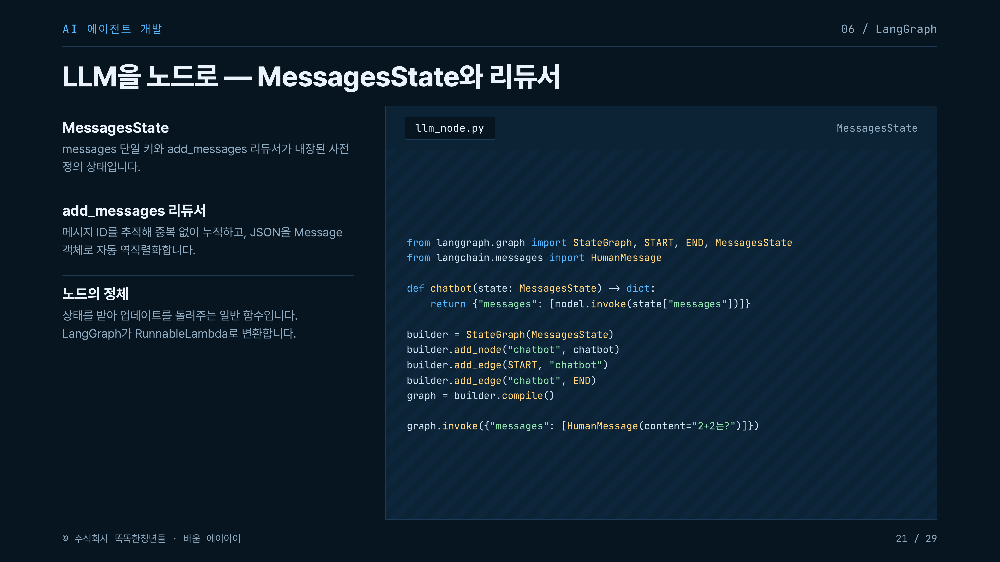 AI 에이전트 개발
06 / LangGraph
LLM을 노드로 — MessagesState와 리듀서
MessagesState
messages 단일 키와 add_messages 리듀서가 내장된 사전
정의 상태입니다.
add_messages 리듀서
메시지 ID를 추적해 중복 없이 누적하고, JSON을 Message
객체로 자동 역직렬화합니다.
노드의 정체
상태를 받아 업데이트를 돌려주는 일반 함수입니다.
LangGraph가 RunnableLambda로 변환합니다.
llm_node.py
MessagesState
from langgraph.graph import StateGraph, START, END, MessagesState
from langchain.messages import HumanMessage
def chatbot(state: MessagesState) -> dict:
    return {"messages": [model.invoke(state["messages"])]}
builder = StateGraph(MessagesState)
builder.add_node("chatbot", chatbot)
builder.add_edge(START, "chatbot")
builder.add_edge("chatbot", END)
graph = builder.compile()
graph.invoke({"messages": [HumanMessage(content="2+2는?")]})
© 주식회사 똑똑한청년들 · 배움 에이아이
21 / 29